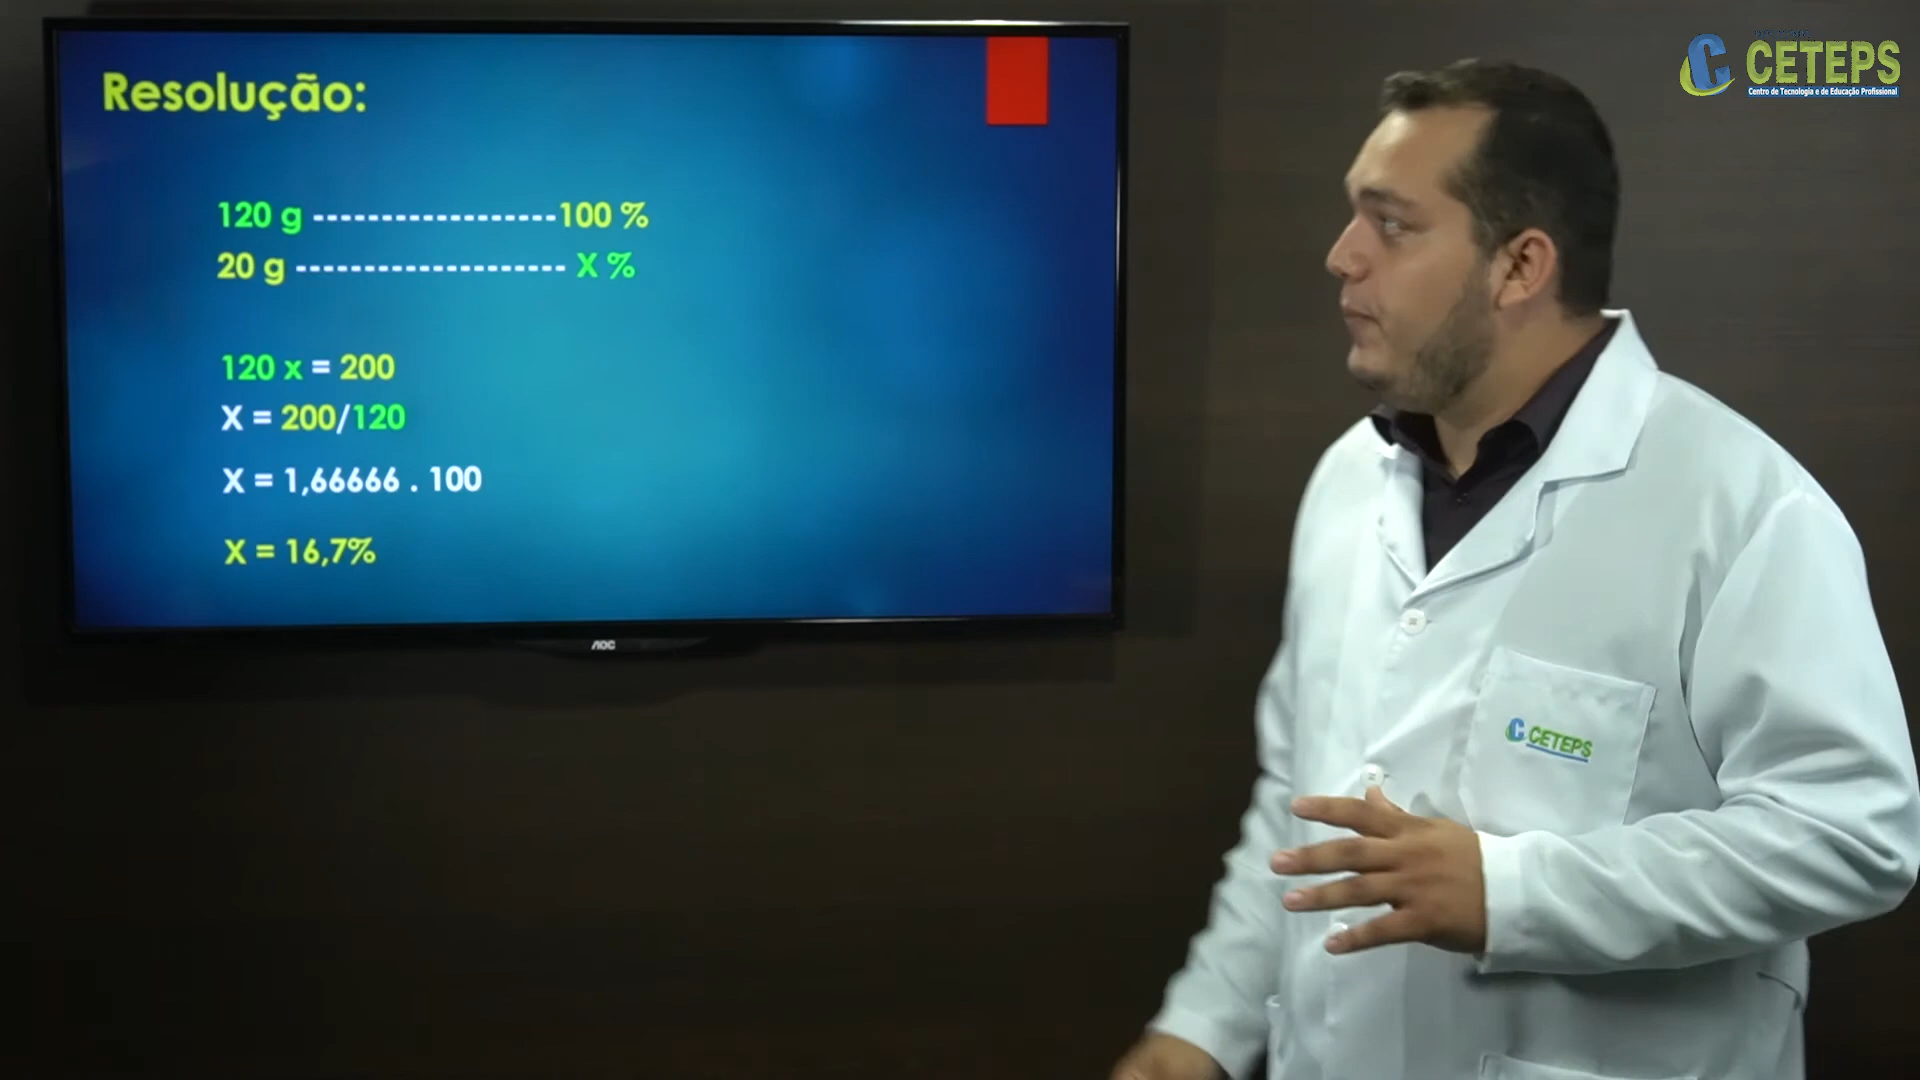 Resolução:
120 g ------------------100 %
20 g -------------------- X %
120 x = 200
X = 200/120
X = 1,66666 . 100
X = 16,7%
AOC
C CETEPS
Centro de Tecnologia e de Educação Profissional
C CETEPS